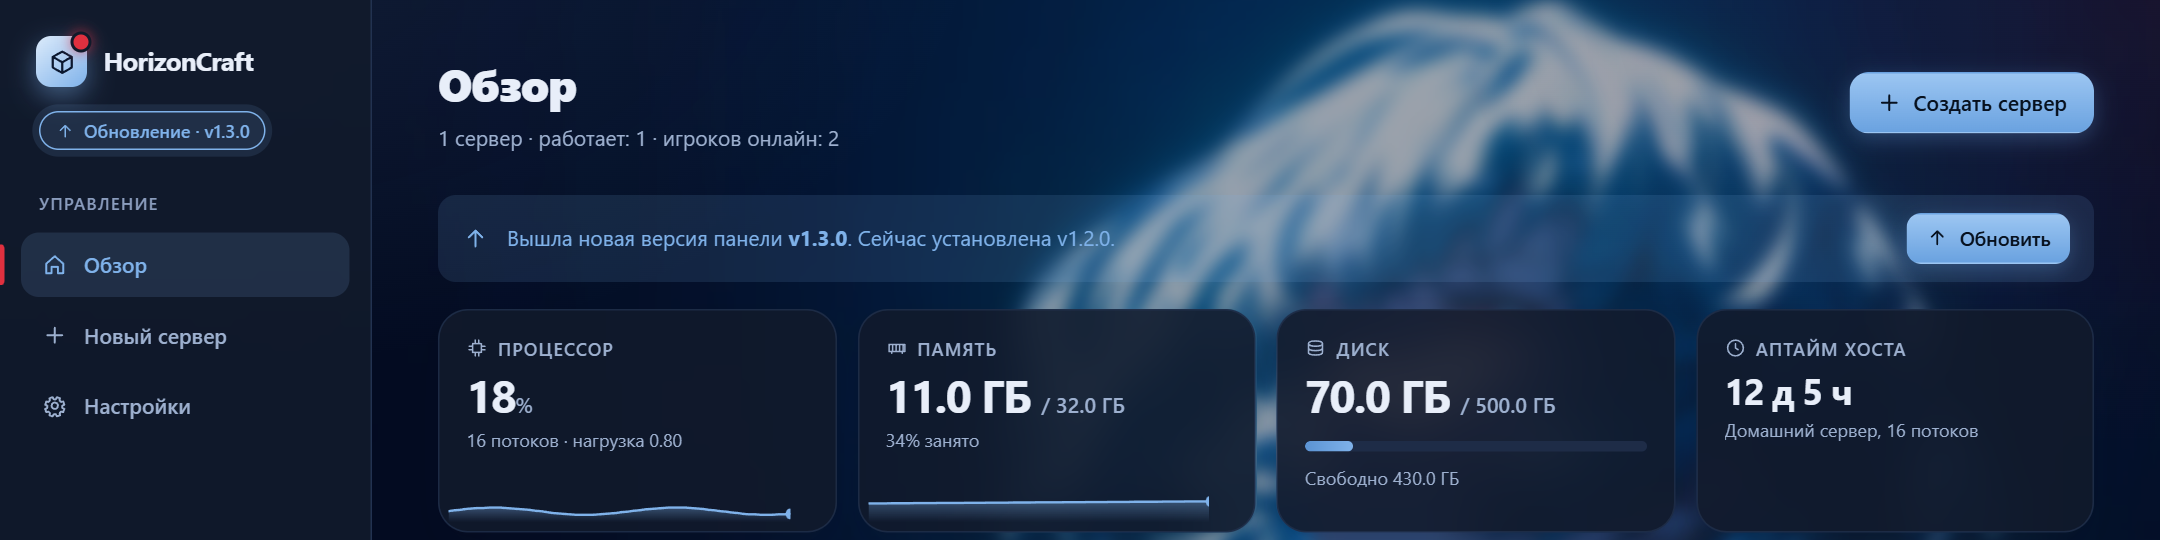 HorizonCraft
Обновление · v1.3.0
УПРАВЛЕНИЕ
Обзор
Новый сервер
Настройки
Обзор
1 сервер · работает: 1 · игроков онлайн: 2
Создать сервер
Вышла новая версия панели v1.3.0. Сейчас установлена v1.2.0.
Обновить
ПРОЦЕССОР
18%
16 потоков · нагрузка 0.80
ПАМЯТЬ
11.0 ГБ / 32.0 ГБ
34% занято
ДИСК
70.0 ГБ / 500.0 ГБ
Свободно 430.0 ГБ
АПТАЙМ ХОСТА
12 д 5 ч
Домашний сервер, 16 потоков